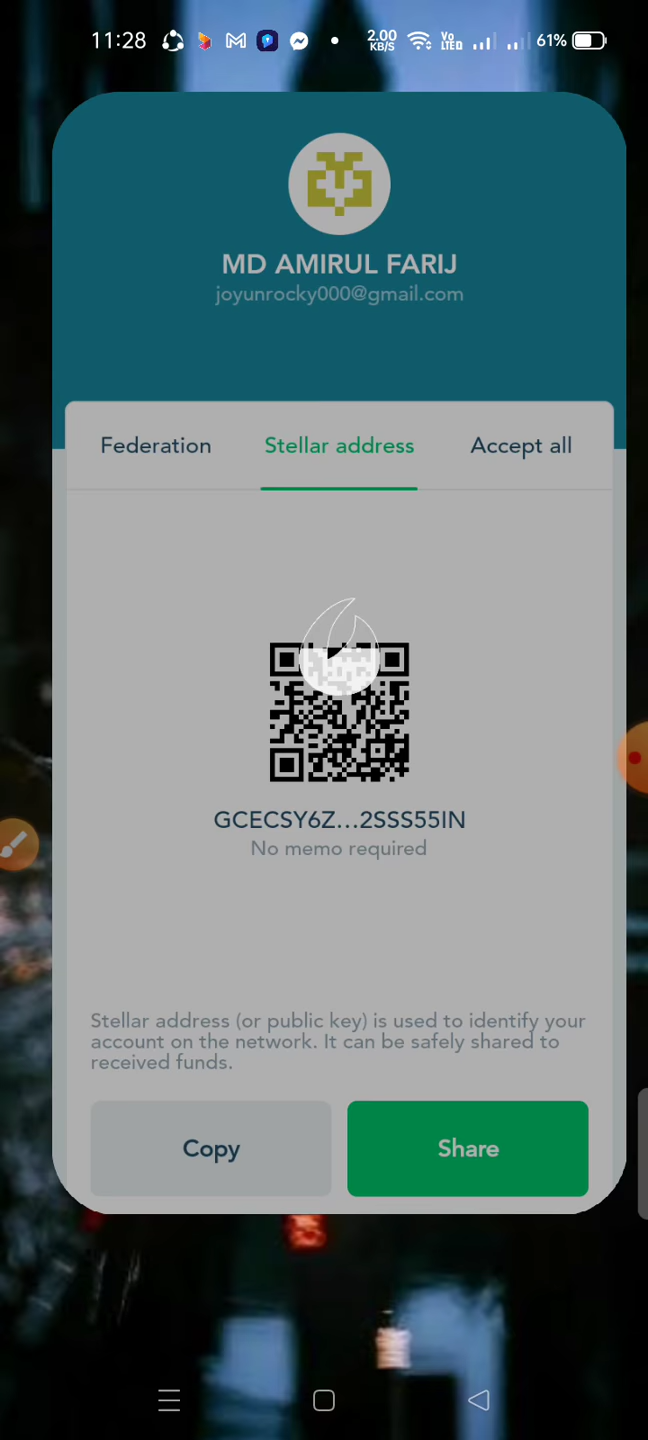 11:28
2.00
KB/S
Vo
LTED
61%
MD AMIRUL FARIJ
joyunrocky000@gmail.com
Federation
Stellar address
Accept all
GCECSY6Z...2SSS55IN
No memo required
Stellar address (or public key) is used to identify your
account on the network. It can be safely shared to
received funds.
Copy
Share